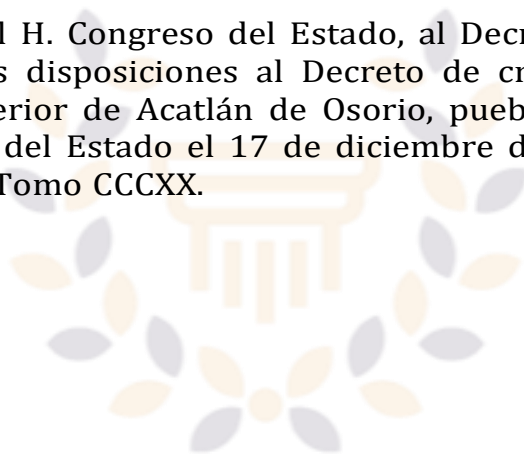 l H. Congreso del Estado, al Decr
s disposiciones al Decreto de cr
erior de Acatlán de Osorio, pueb
del Estado el 17 de diciembre d
Tomo CCCXX.